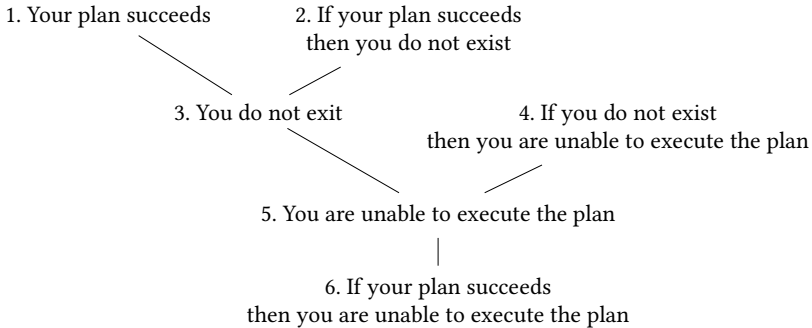 1. Your plan succeeds
2. If your plan succeeds
then you do not exist
3. You do not exit
4. If you do not exist
then you are unable to execute the plan
5. You are unable to execute the plan
6. If your plan succeeds
then you are unable to execute the plan